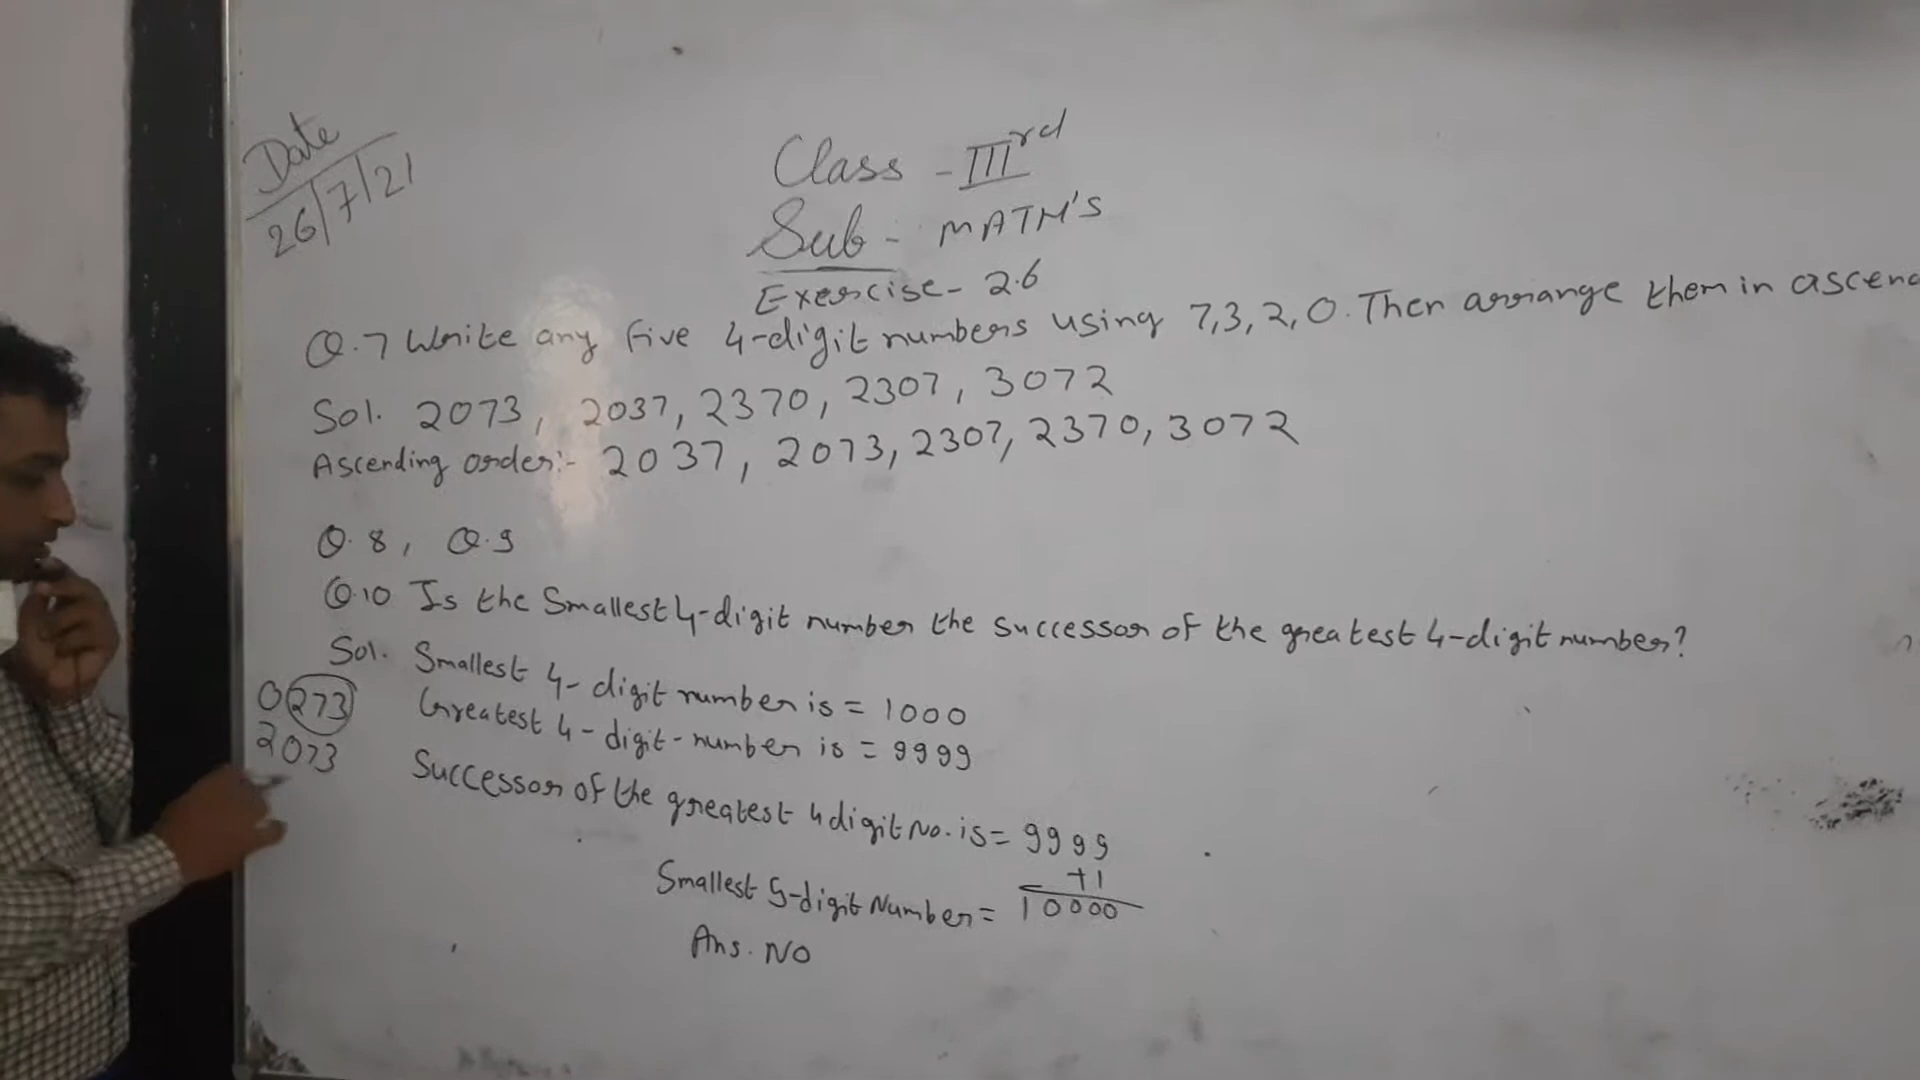 Date
26/7/21
Class - III rd
Sub - MATH'S
Exercise - 2.6
Q.7 Write any five 4-digit numbers using 7,3,2,0. Then arrange them in ascend
Sol. 2073, 2037, 2370, 2307, 3072
Ascending order:- 2037, 2073, 2307, 2370, 3072
Q.8, Q.9
Q.10 Is the Smallest 4-digit number the successor of the greatest 4-digit number?
Sol. Smallest 4-digit number is = 1000
Greatest 4-digit-number is = 9999
0273
2073
Successor of the greatest 4 digit No. is = 9999
+1
Smallest 5-digit Number = 10000
Ans. NO